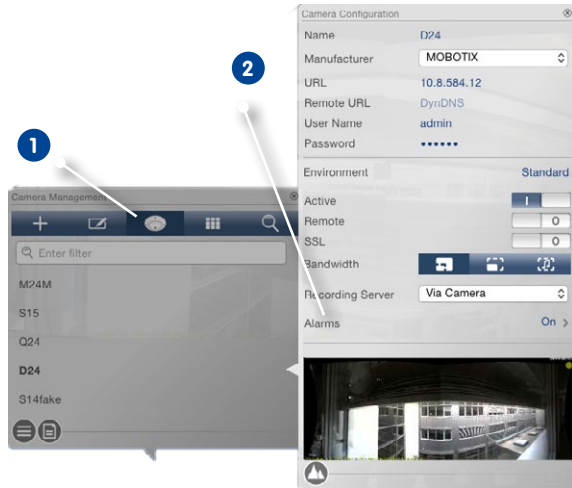 Camera Configuration
Name D24
Manufacturer MOBOTIX
URL 10.8.584.12
Remote URL DynDNS
User Name admin
Password ••••••
Environment Standard
Active I
Remote 0
SSL 0
Bandwidth
Recording Server Via Camera
Alarms On >
2
1
Camera Management
Enter filter
M24M
S15
Q24
D24
S14fake